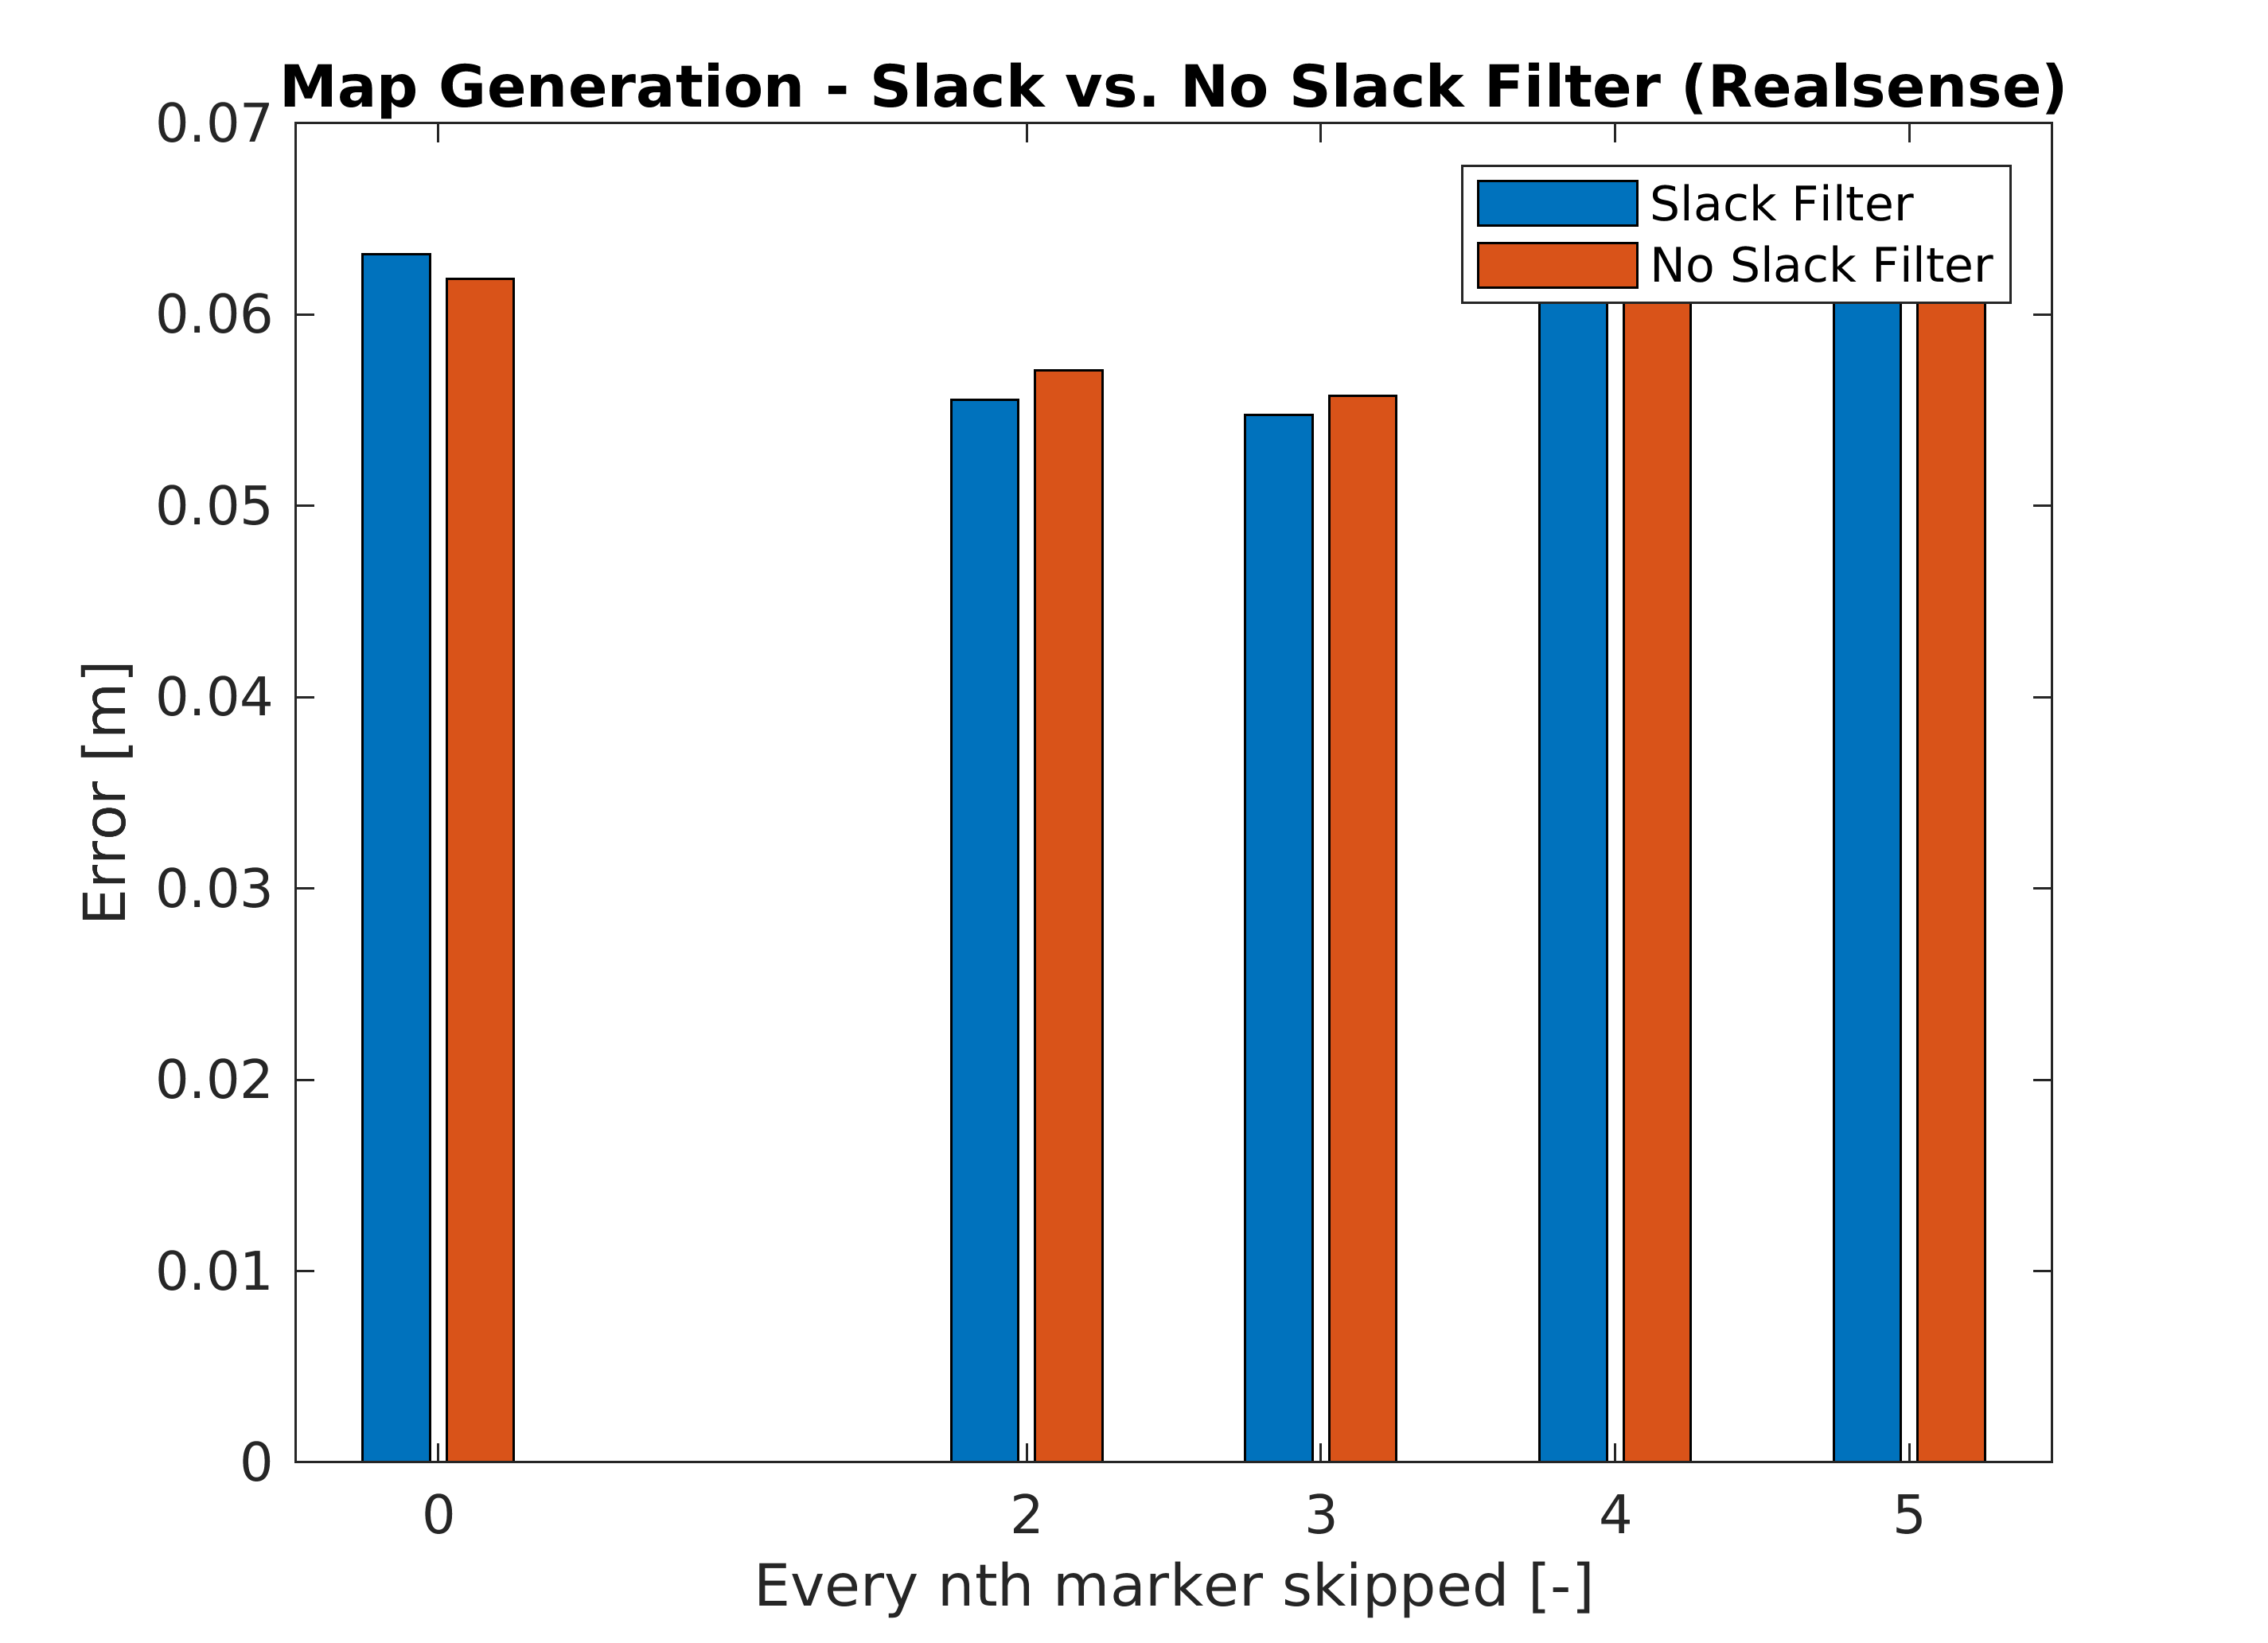 Map Generation - Slack vs. No Slack Filter (Realsense)
0.07
0.06
0.05
0.04
0.03
0.02
0.01
0
Error [m]
Slack Filter
No Slack Filter
0 2 3 4 5
Every nth marker skipped [-]